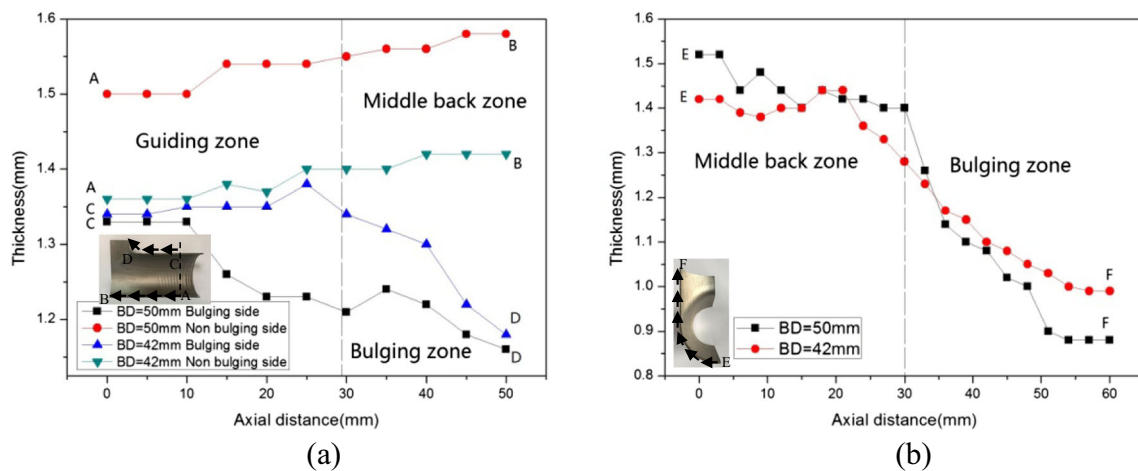 1.6
1.5
1.4
1.3
1.2
Thickness(mm)
A
B
Middle back zone
Guiding zone
A
B
C
C
D
C
B
A
BD=50mm Bulging side
BD=50mm Non bulging side
BD=42mm Bulging side
BD=42mm Non bulging side
Bulging zone
D
D
0 10 20 30 40 50
Axial distance(mm)
(a)
1.6
1.5
1.4
1.3
1.2
1.1
1.0
0.9
0.8
Thickness(mm)
E
E
Middle back zone
Bulging zone
F
E
BD=50mm
BD=42mm
F
F
0 10 20 30 40 50 60
Axial distance(mm)
(b)